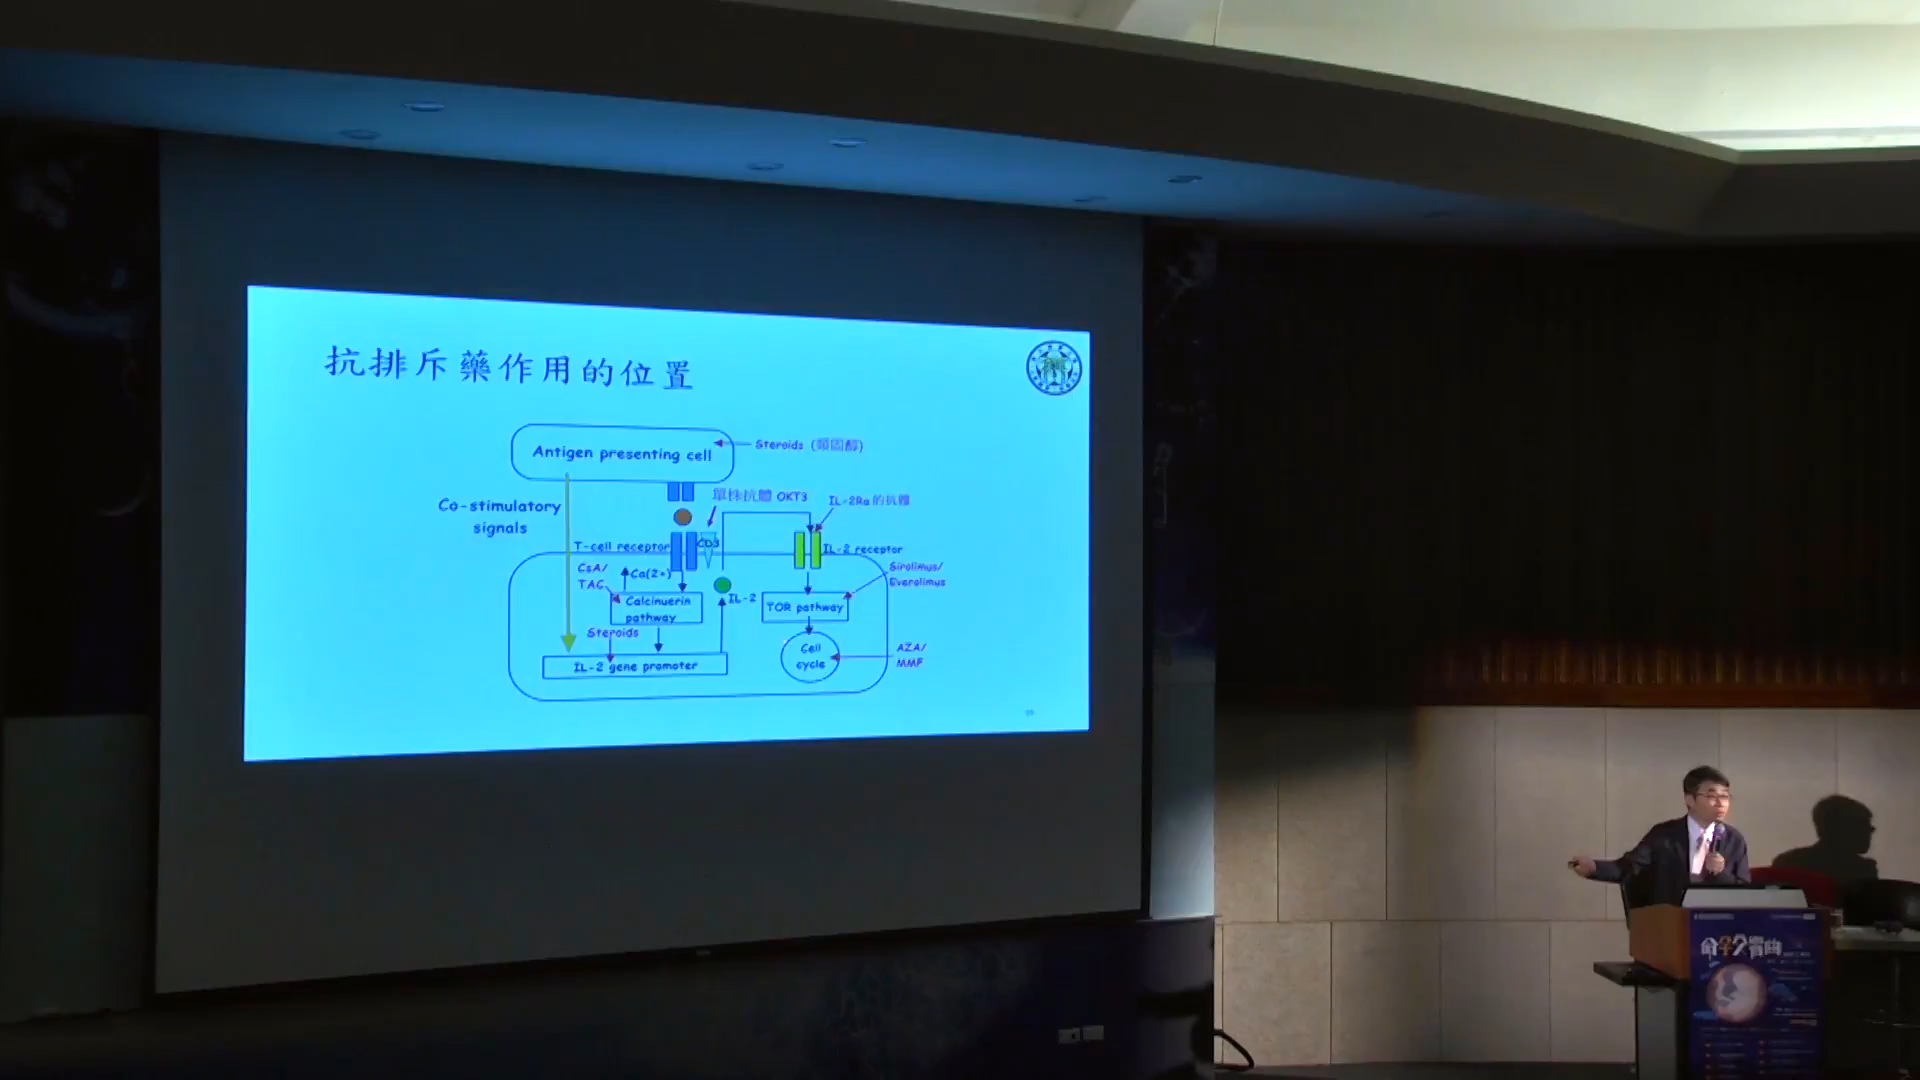 抗排斥藥作用的位置
Antigen presenting cell
Steroids (類固醇)
Co-stimulatory
signals
單株抗體 OKT3
IL-2Ra 的抗體
T-cell receptor
CD3
IL-2 receptor
CsA/
TAC
Ca(2+)
Sirolimus/
Everolimus
Calcinuerin
pathway
IL-2
TOR pathway
Steroids
IL-2 gene promoter
Cell
cycle
AZA/
MMF